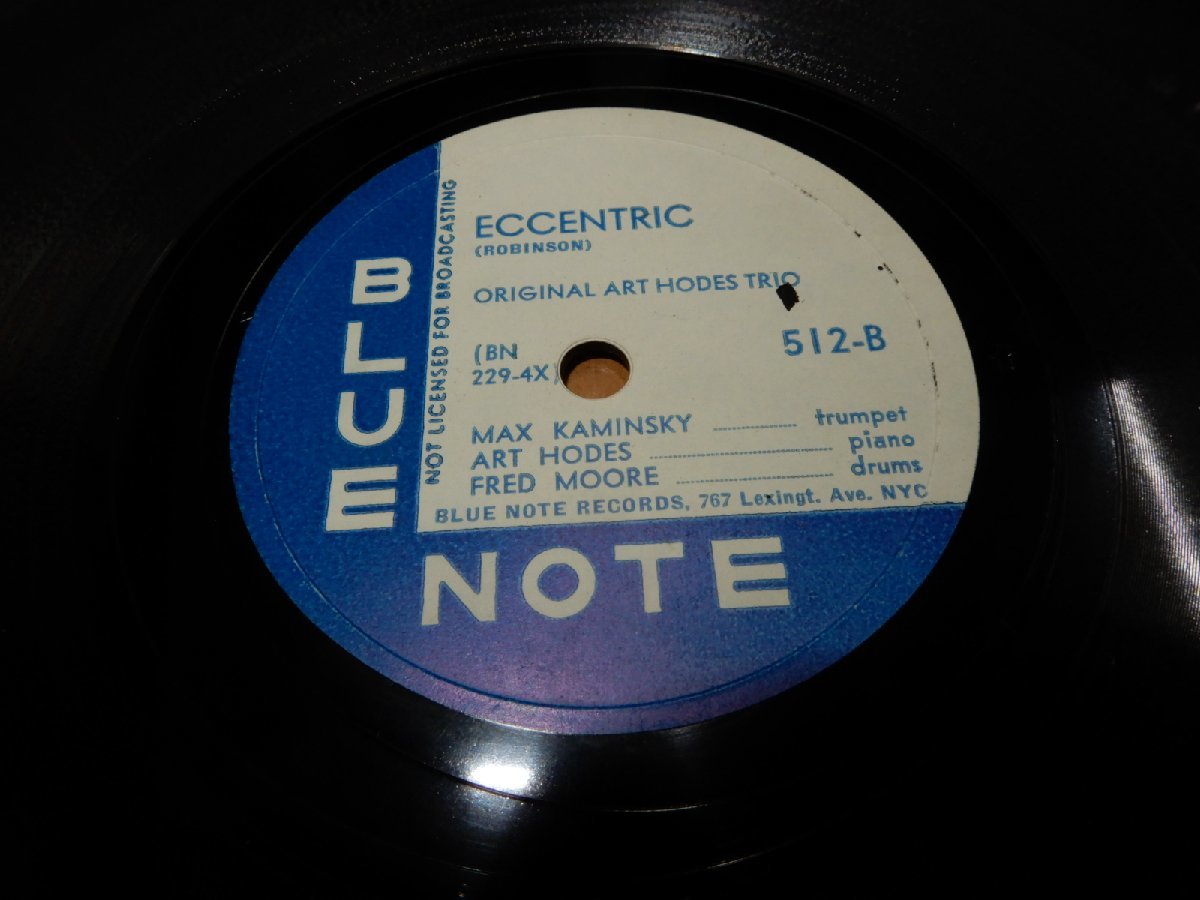 BLUE
NOT LICENSED FOR BROADCASTING
ECCENTRIC
(ROBINSON)
ORIGINAL ART HODES TRIO
(BN
229-4X)
512-B
MAX KAMINSKY trumpet
ART HODES piano
FRED MOORE drums
BLUE NOTE RECORDS, 767 Lexingt. Ave. NYC
NOTE